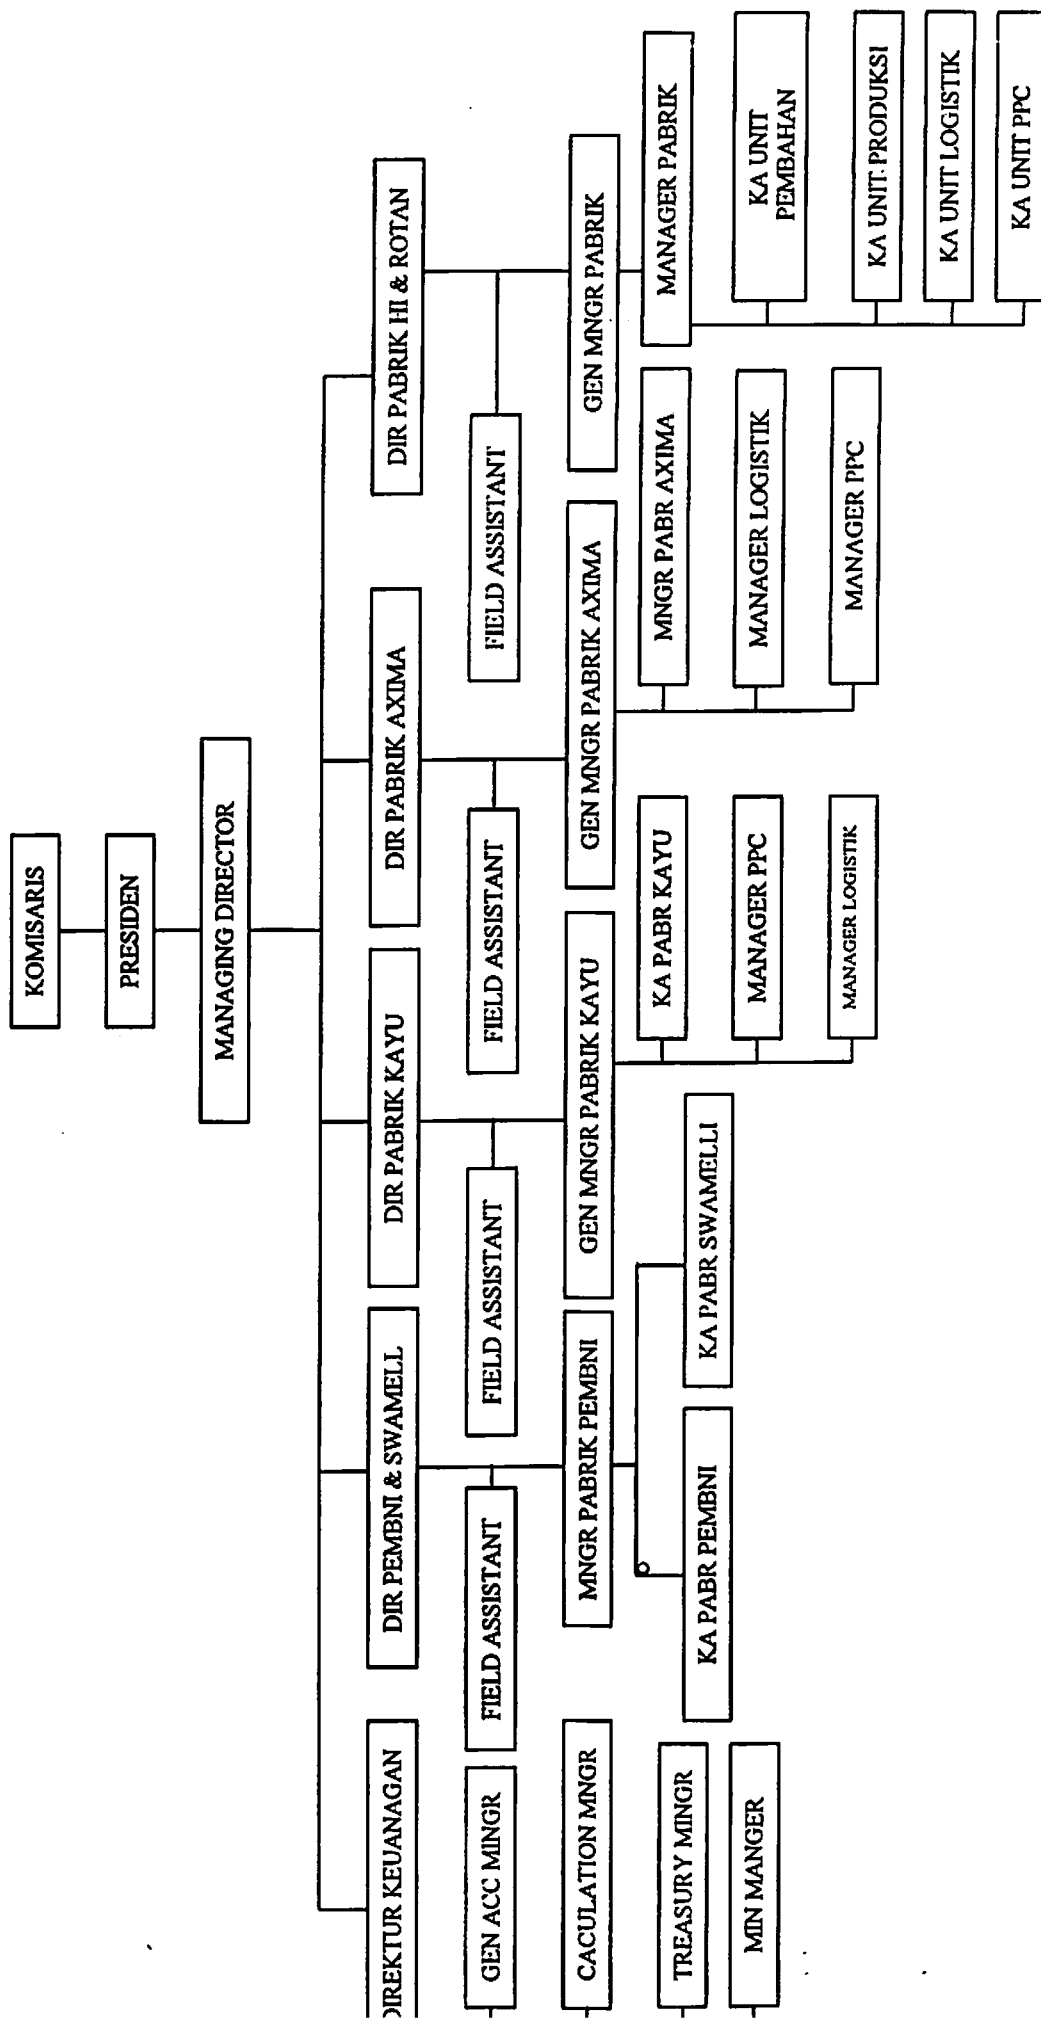 KOMISARIS
PRESIDEN
MANAGING DIRECTOR
DIREKTUR KEUANAGAN
DIR PEMBNI & SWAMELL
DIR PABRIK KAYU
DIR PABRIK AXIMA
DIR PABRIK HI & ROTAN
GEN ACC MINGR
FIELD ASSISTANT
FIELD ASSISTANT
FIELD ASSISTANT
FIELD ASSISTANT
CACULATION MNGR
MNGR PABRIK PEMBNI
GEN MNGR PABRIK KAYU
GEN MNGR PABRIK AXIMA
GEN MNGR PABRIK
TREASURY MINGR
KA PABR PEMBNI
KA PABR SWAMELLI
KA PABR KAYU
MNGR PABR AXIMA
MANAGER PABRIK
MIN MANGER
MANAGER PPC
MANAGER LOGISTIK
KA UNIT
PEMBAHAN
MANAGER LOGISTIK
MANAGER PPC
KA UNIT PRODUKSI
KA UNIT LOGISTIK
KA UNIT PPC